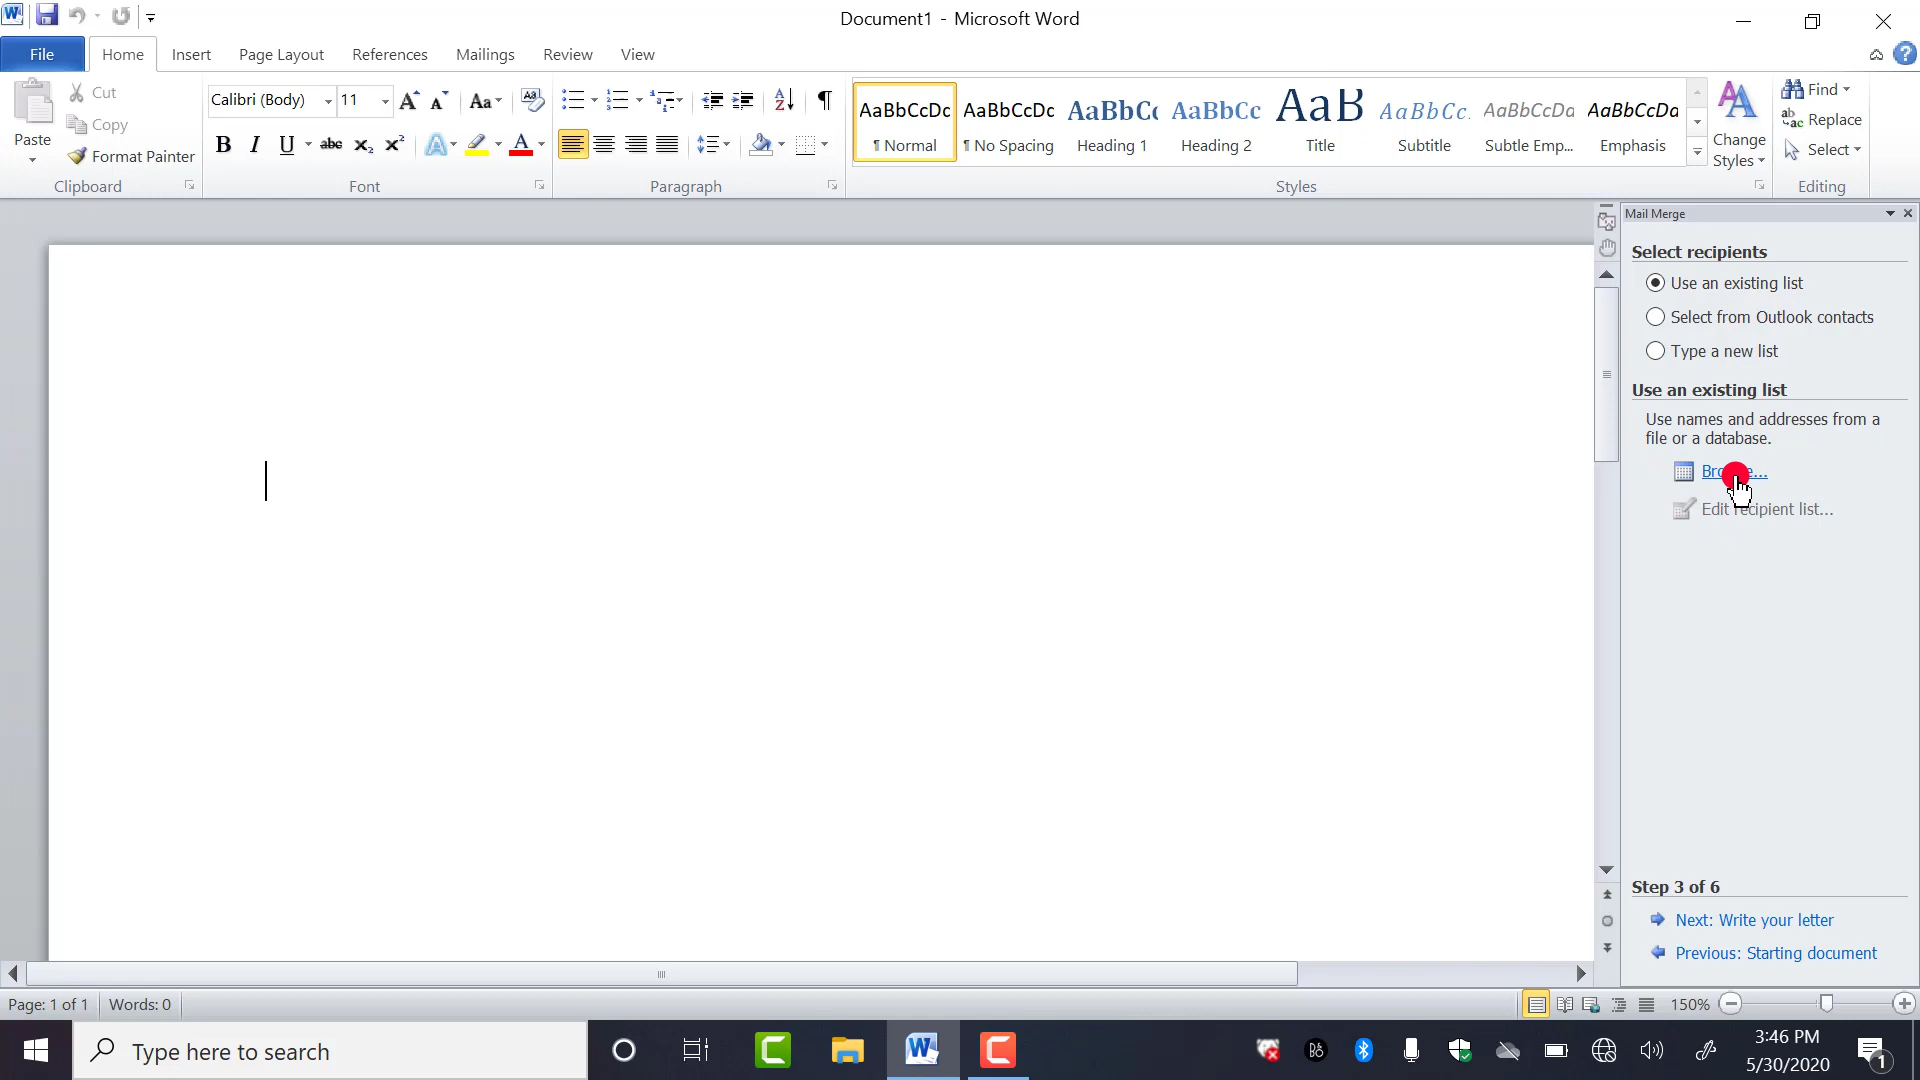 Document1 - Microsoft Word
File Home Insert Page Layout References Mailings Review View
Paste
Cut
Copy
Format Painter
Clipboard
Calibri (Body) 11
Font
Paragraph
AaBbCcDc AaBbCcDc AaBbCc AaBbCc AaB AaBbCc. AaBbCcDa AaBbCcDa
¶ Normal ¶ No Spacing Heading 1 Heading 2 Title Subtitle Subtle Emp... Emphasis
Styles
Change
Styles
Find
Replace
Select
Editing
Mail Merge
Select recipients
Use an existing list
Select from Outlook contacts
Type a new list
Use an existing list
Use names and addresses from a
file or a database.
Edit recipient list...
Step 3 of 6
Next: Write your letter
Previous: Starting document
Page: 1 of 1 Words: 0 150%
Type here to search
3:46 PM
5/30/2020
1